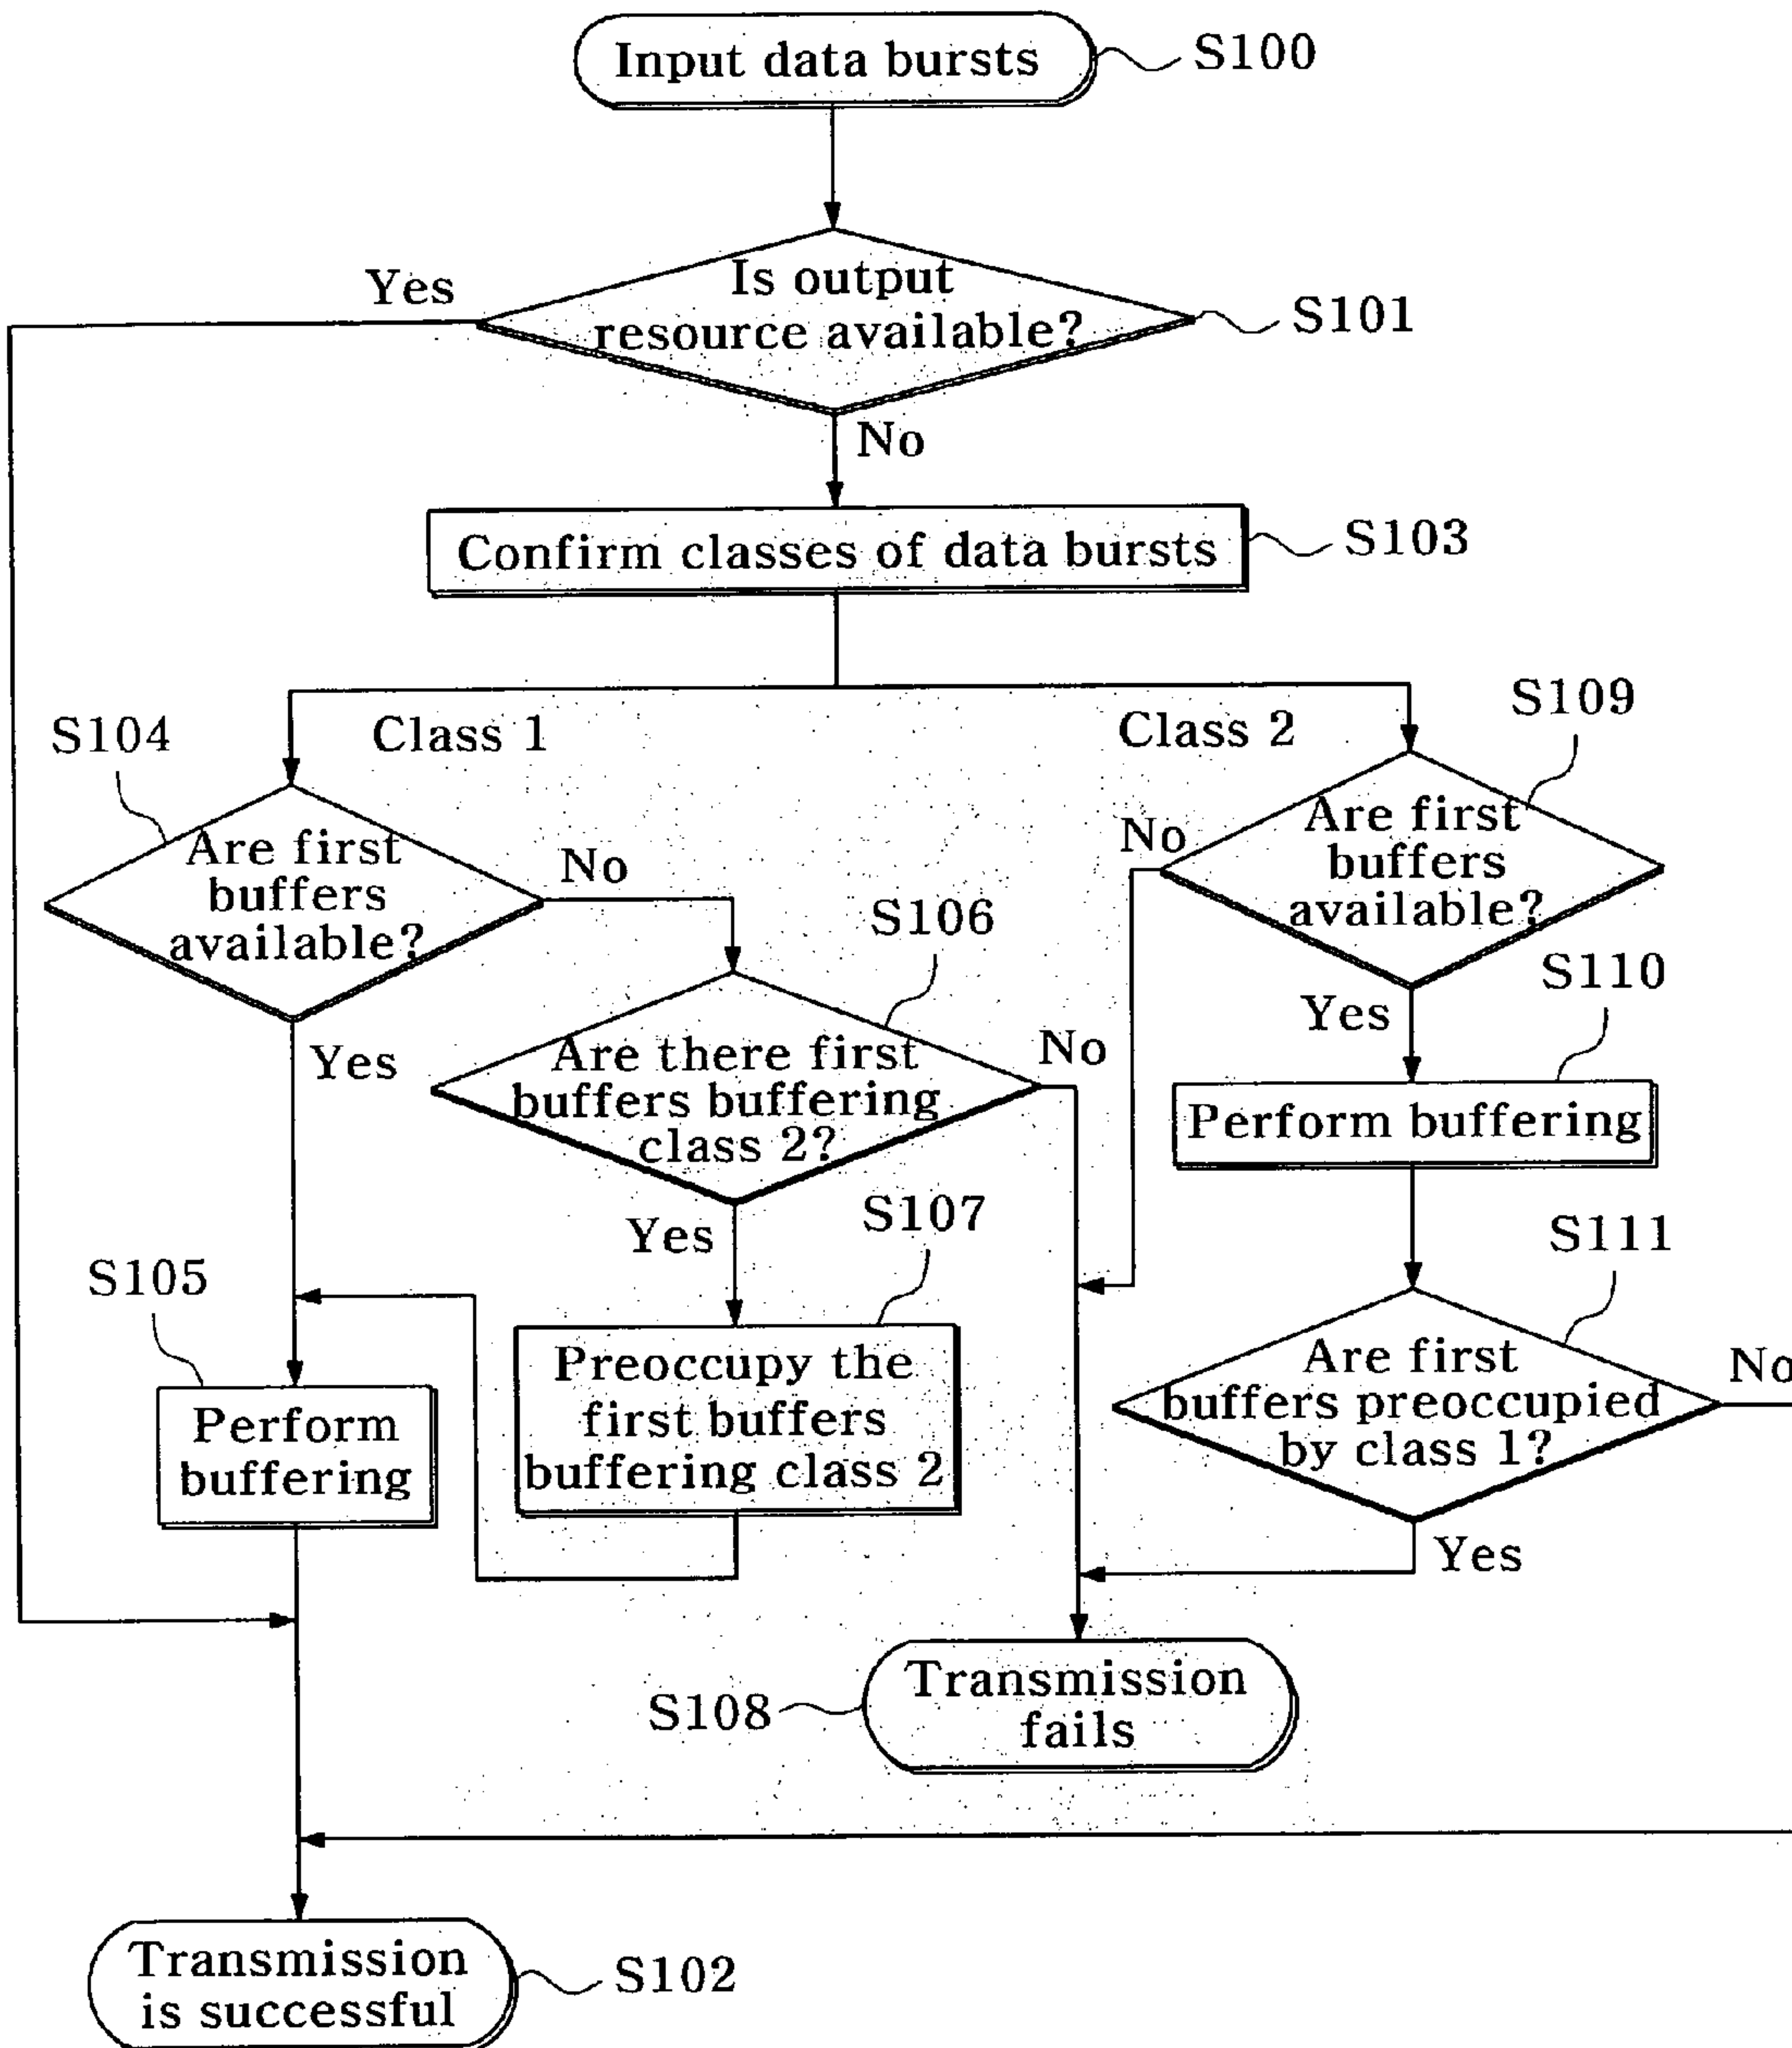 Input data bursts
S100
Yes
Is output
resource available?
S101
No
Confirm classes of data bursts
S103
S104
Class 1
Class 2
S109
Are first
buffers
available?
No
No
Are first
buffers
available?
S106
S110
Yes
Are there first
buffers buffering
class 2?
No
Yes
Perform buffering
S105
Yes
S107
S111
Perform
buffering
Preoccupy the
first buffers
buffering class 2
Are first
buffers preoccupied
by class 1?
No
Yes
S108
Transmission
fails
Transmission
is successful
S102